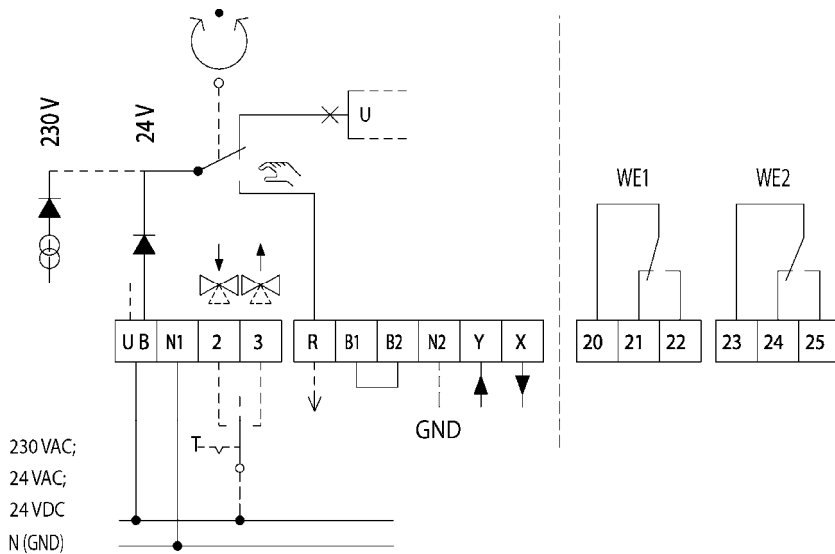 230 V
24 V
U
WE1
WE2
U B N1 2 3
R B1 B2 N2 Y X
20 21 22
23 24 25
GND
T
230 VAC;
24 VAC;
24 VDC
N (GND)